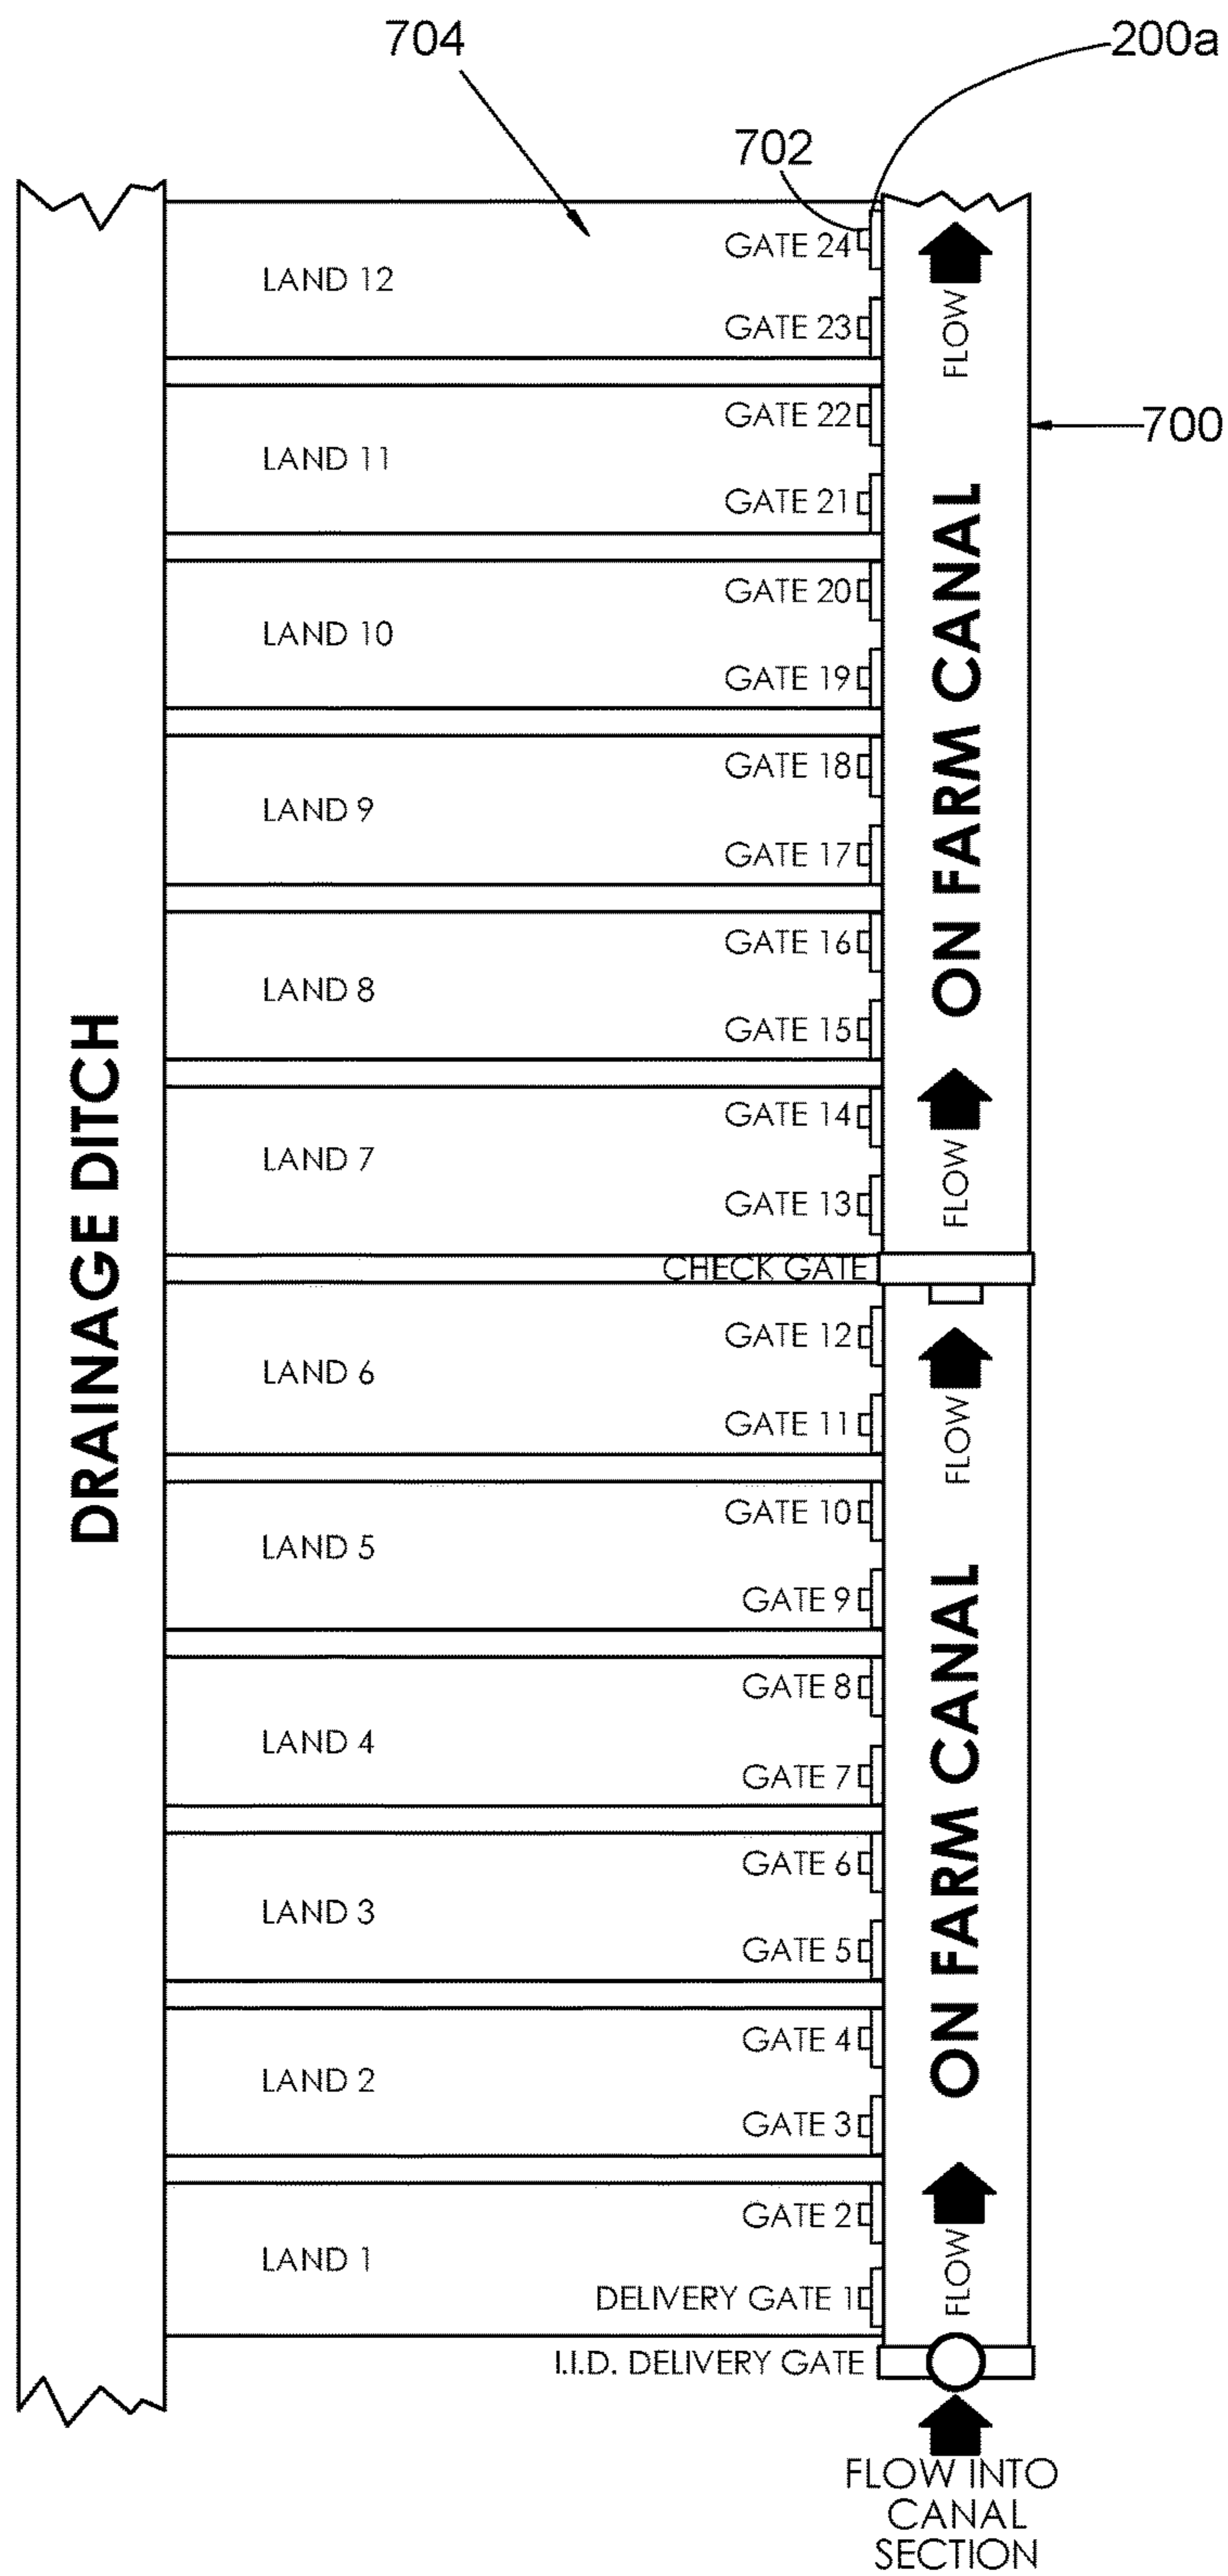 704
200a
702
GATE 24
LAND 12
GATE 23
FLOW
GATE 22
700
LAND 11
GATE 21
ON FARM CANAL
GATE 20
LAND 10
GATE 19
GATE 18
LAND 9
GATE 17
GATE 16
LAND 8
GATE 15
DRAINAGE DITCH
GATE 14
LAND 7
GATE 13
FLOW
CHECK GATE
GATE 12
LAND 6
GATE 11
FLOW
GATE 10
LAND 5
GATE 9
ON FARM CANAL
GATE 8
LAND 4
GATE 7
GATE 6
LAND 3
GATE 5
GATE 4
LAND 2
GATE 3
GATE 2
LAND 1
DELIVERY GATE 1
FLOW
I.I.D. DELIVERY GATE
FLOW INTO
CANAL
SECTION